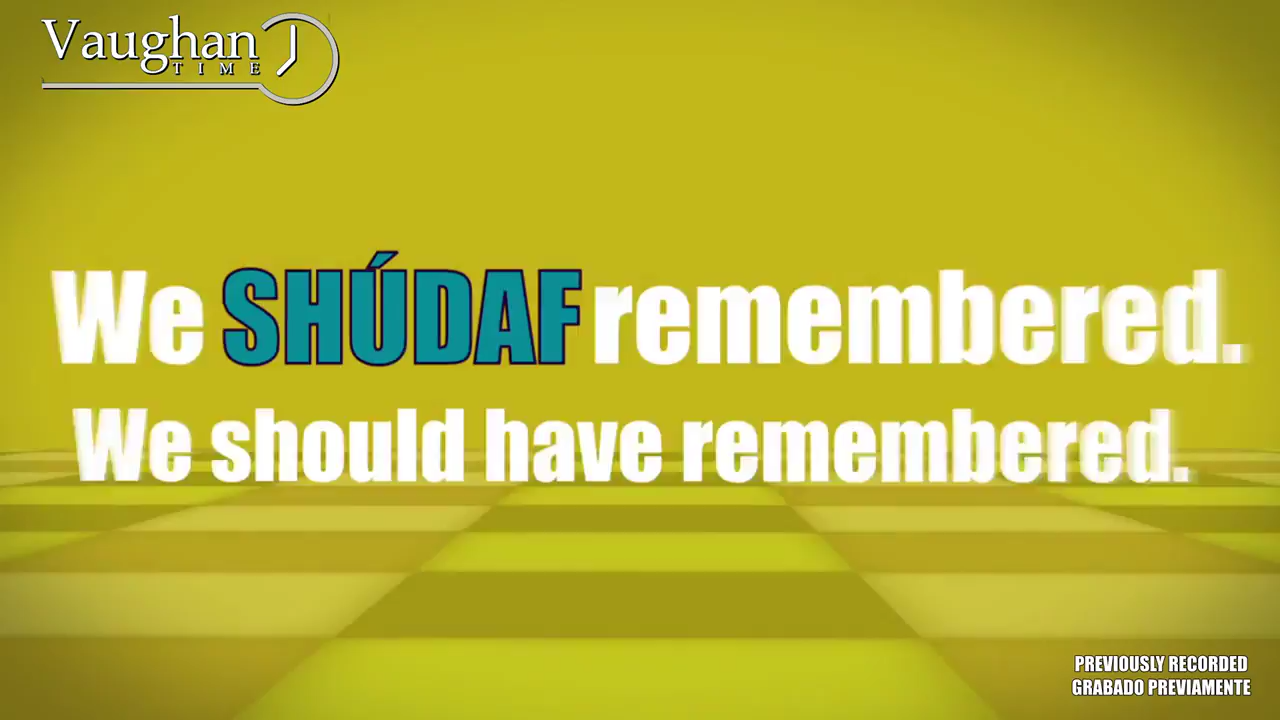 Vaughan
TIME
We SHÚDAF remembered.
We should have remembered.
PREVIOUSLY RECORDED
GRABADO PREVIAMENTE